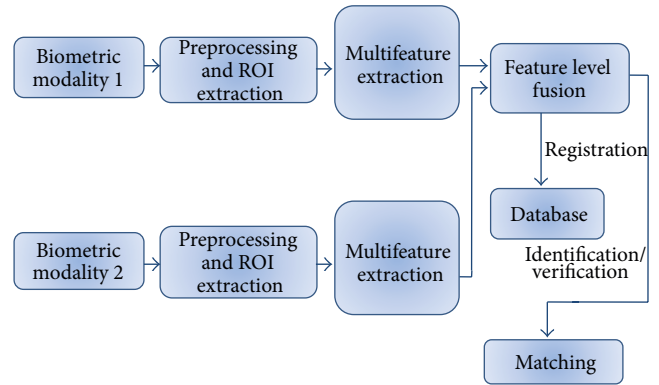 Biometric
modality 1
Preprocessing
and ROI
extraction
Multifeature
extraction
Feature level
fusion
Registration
Database
Biometric
modality 2
Preprocessing
and ROI
extraction
Multifeature
extraction
Identification/
verification
Matching